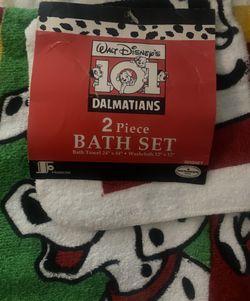 WALT DISNEY'S
101
DALMATIANS
2 Piece
BATH SET
Bath Towel 24" x 44" • Washcloth 12" x 12"